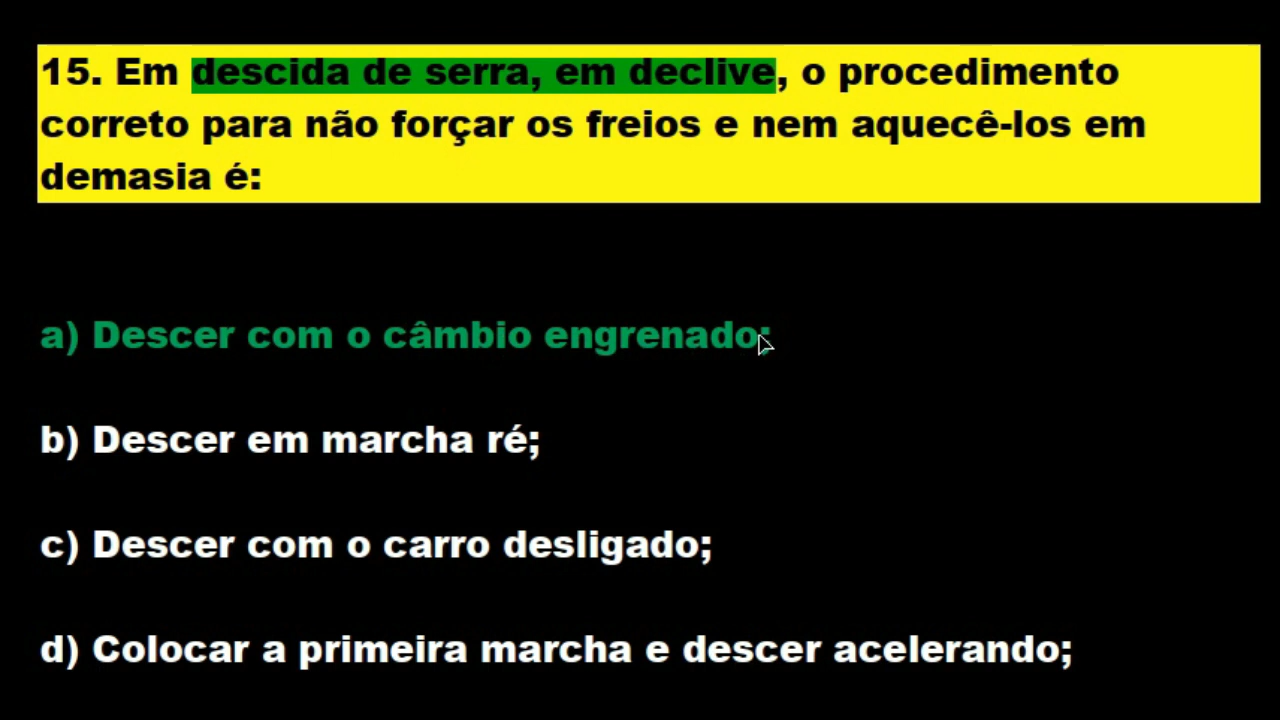 15. Em descida de serra, em declive, o procedimento
correto para não forçar os freios e nem aquecê-los em
demasia é:
a) Descer com o câmbio engrenado;
b) Descer em marcha ré;
c) Descer com o carro desligado;
d) Colocar a primeira marcha e descer acelerando;